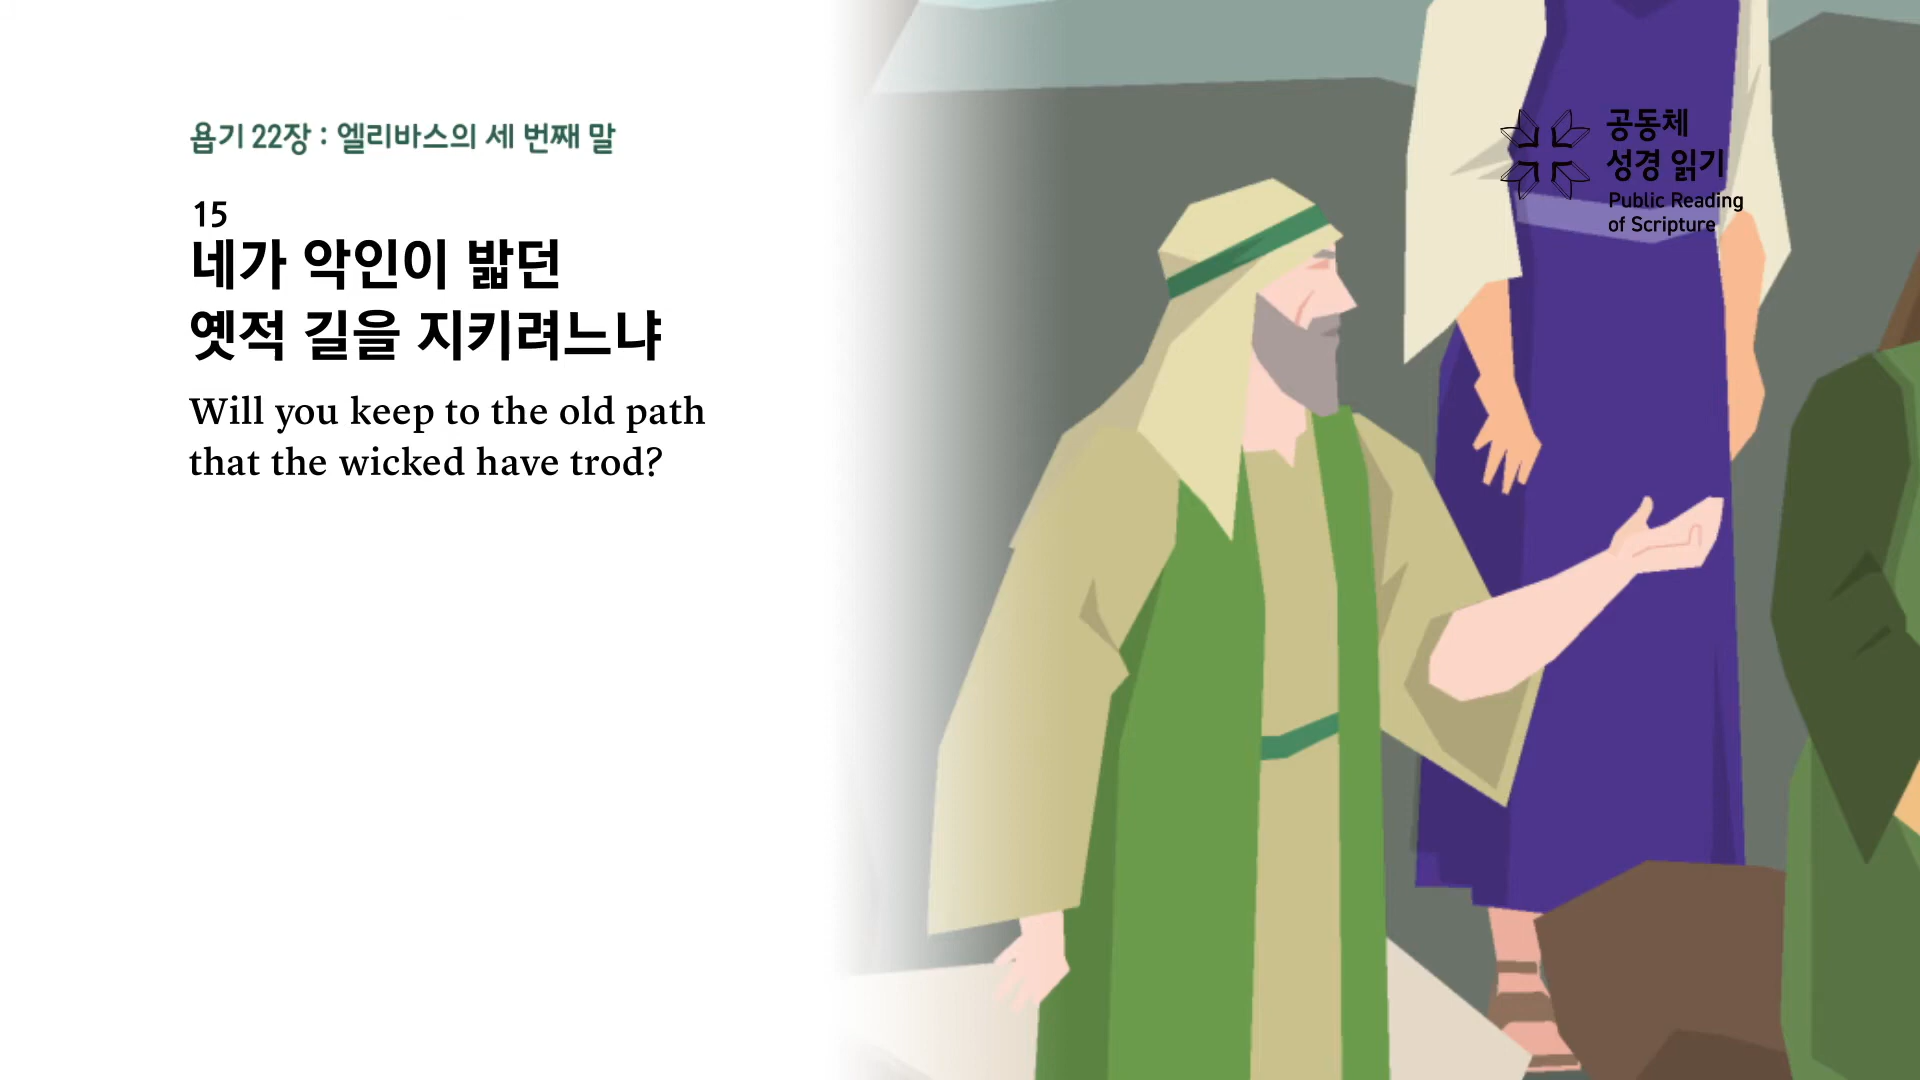 욥기 22장 : 엘리바스의 세 번째 말
15
네가 악인이 밟던
옛적 길을 지키려느냐
Will you keep to the old path
that the wicked have trod?
공동체
성경 읽기
Public Reading
of Scripture